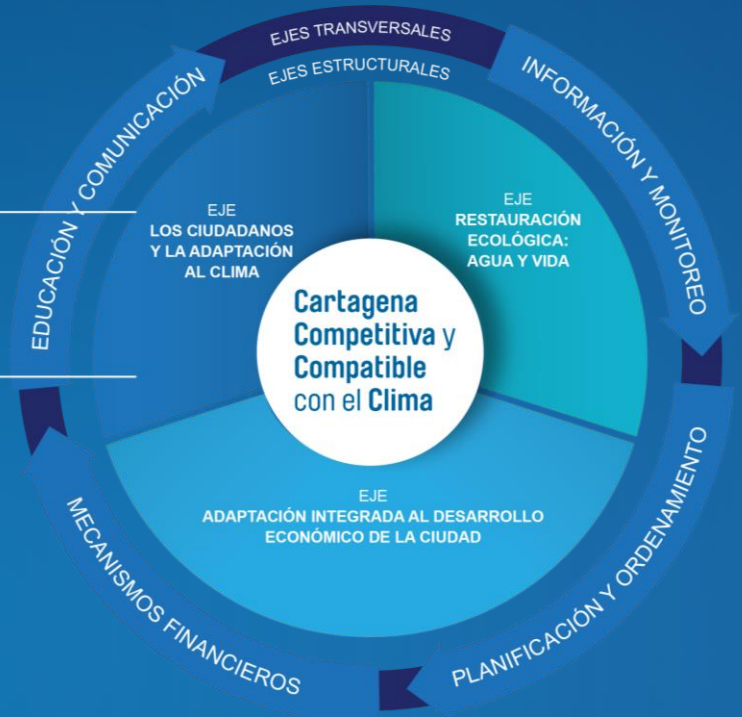 EJES TRANSVERSALES
EJES ESTRUCTURALES
EDUCACIÓN Y COMUNICACIÓN
INFORMACIÓN Y MONITOREO
EJE
LOS CIUDADANOS
Y LA ADAPTACIÓN
AL CLIMA
EJE
RESTAURACIÓN
ECOLÓGICA:
AGUA Y VIDA
Cartagena
Competitiva y
Compatible
con el Clima
EJE
ADAPTACIÓN INTEGRADA AL DESARROLLO
ECONÓMICO DE LA CIUDAD
MECANISMOS FINANCIEROS
PLANIFICACIÓN Y ORDENAMIENTO